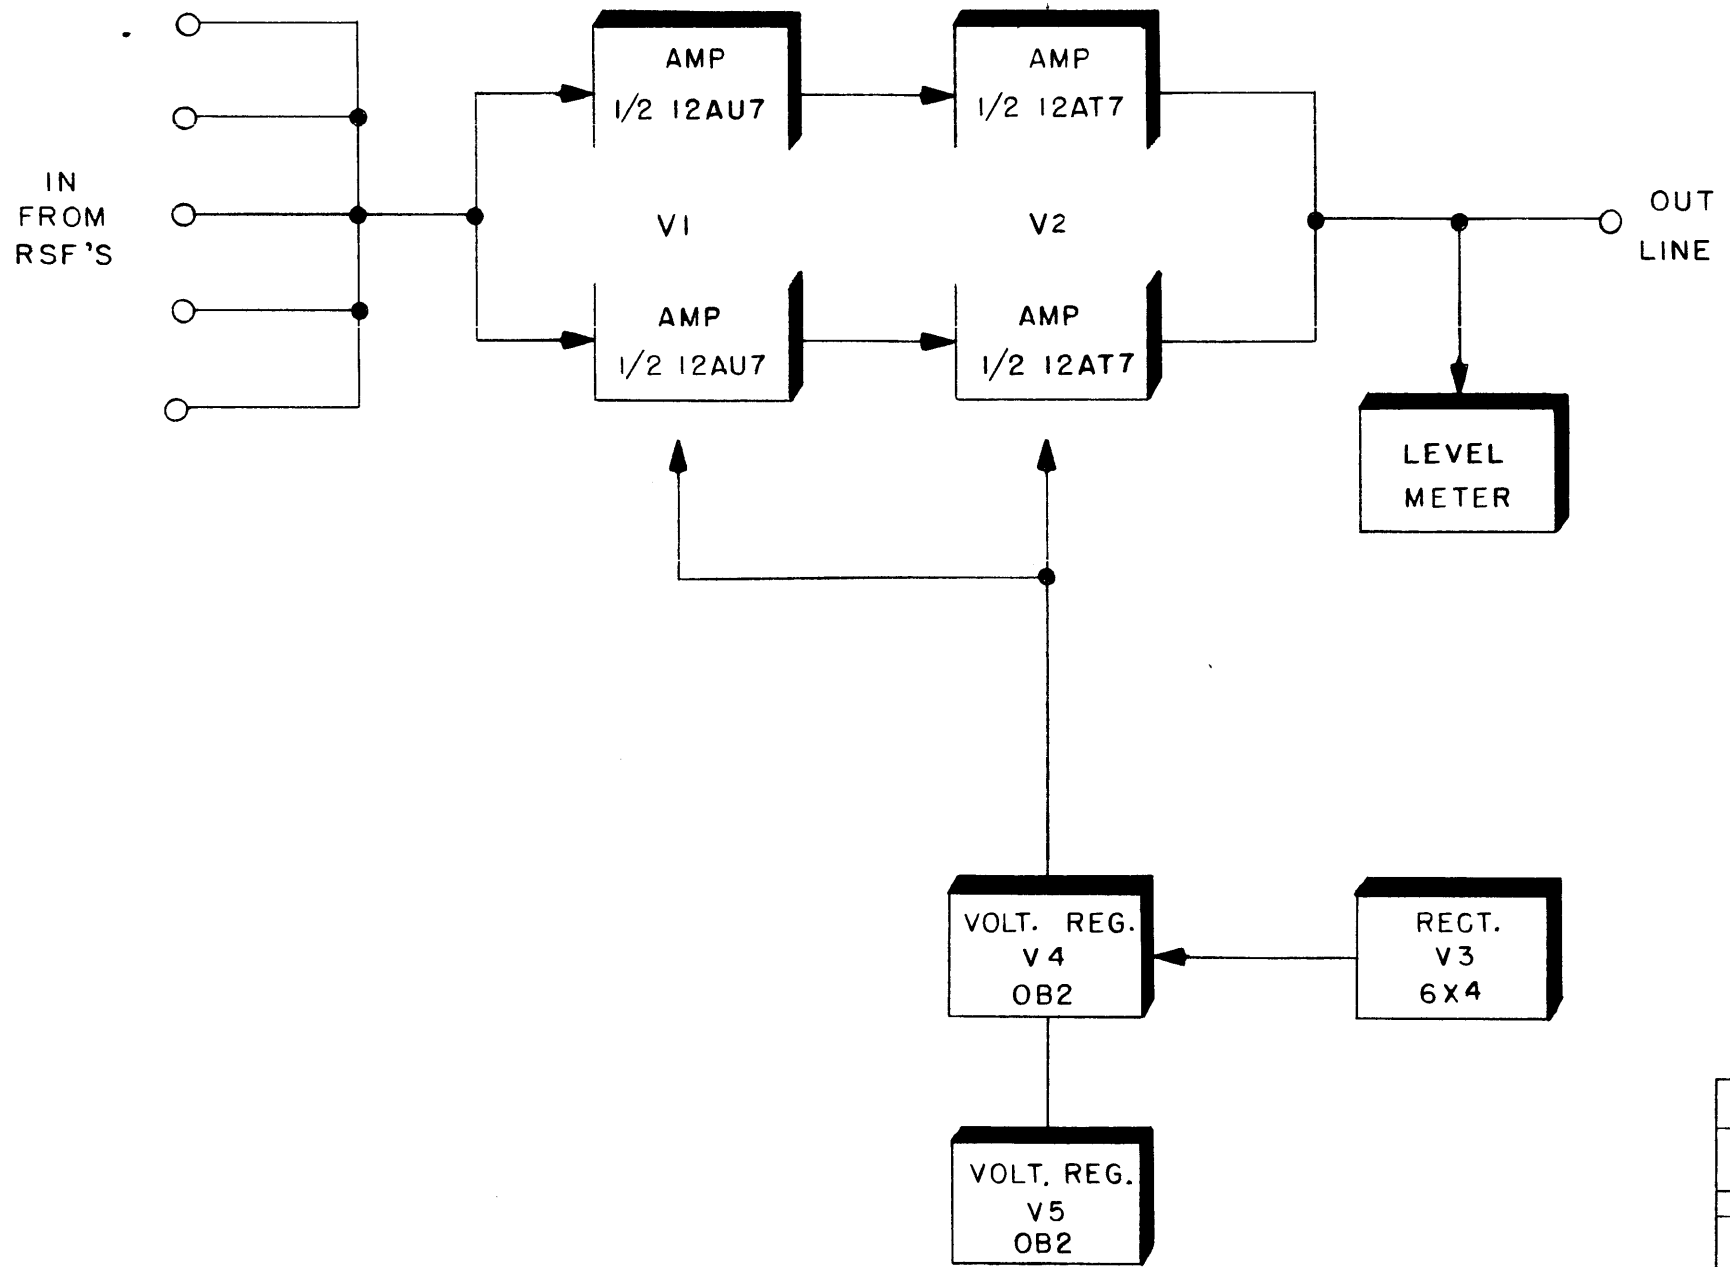 IN
FROM
RSF'S
AMP
1/2 12AU7
AMP
1/2 12AT7
V1
V2
AMP
1/2 12AU7
AMP
1/2 12AT7
OUT
LINE
LEVEL
METER
VOLT. REG.
V4
OB2
RECT.
V3
6X4
VOLT. REG.
V5
OB2